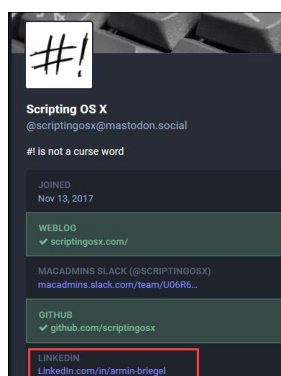 #!
Scripting OS X
@scriptingosx@mastodon.social
#! is not a curse word
JOINED
Nov 13, 2017
WEBLOG
✔ scriptingosx.com/
MACADMINS SLACK (@SCRIPTINGOSX)
macadmins.slack.com/team/U06R6...
GITHUB
✔ github.com/scriptingosx
LINKEDIN
LinkedIn.com/in/armin-briegel